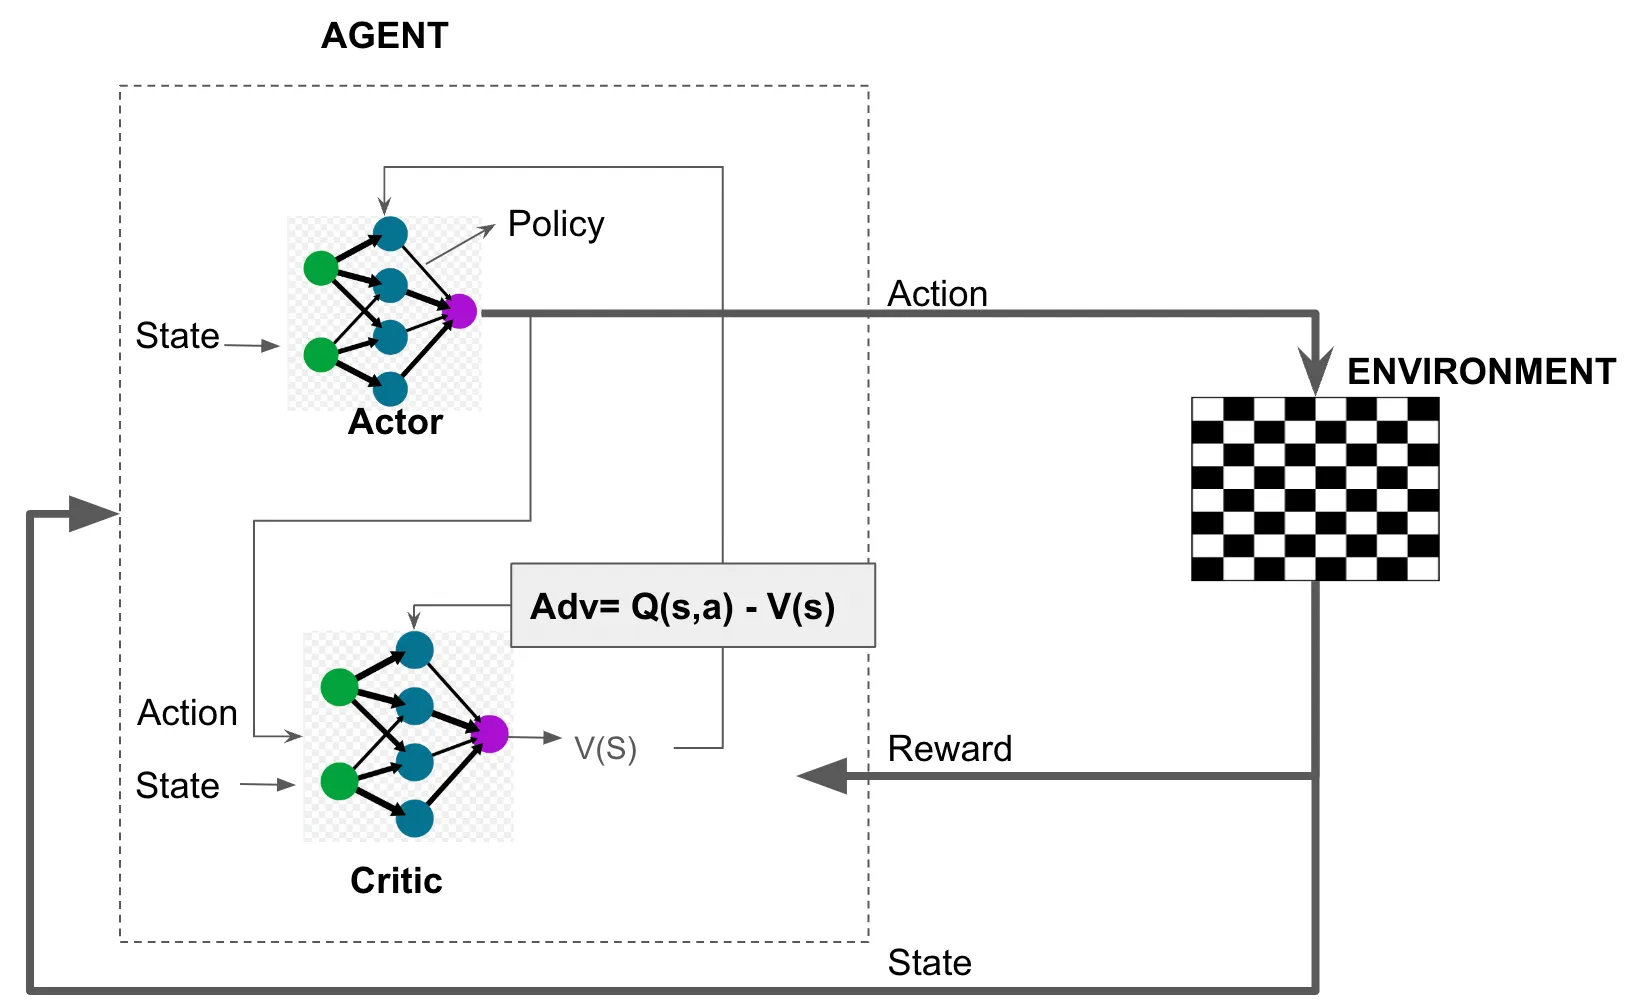 AGENT
Policy
Action
State
ENVIRONMENT
Actor
Adv= Q(s,a) - V(s)
Action
V(S)
Reward
State
Critic
State